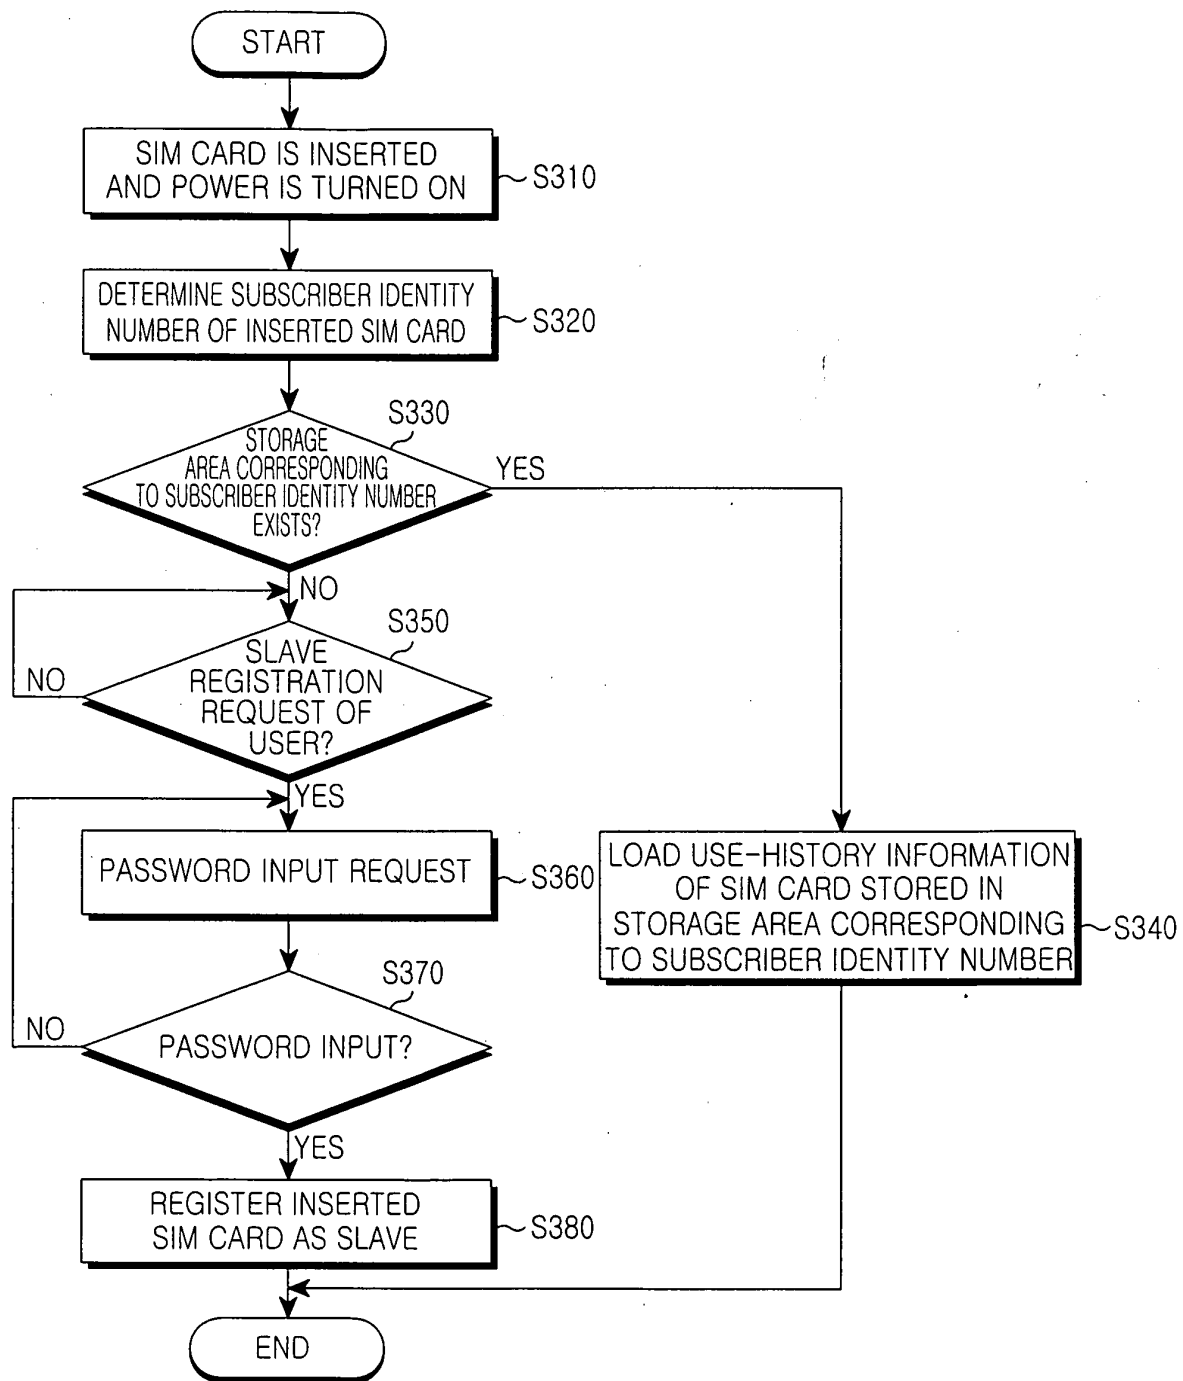 START
SIM CARD IS INSERTED
AND POWER IS TURNED ON
S310
DETERMINE SUBSCRIBER IDENTITY
NUMBER OF INSERTED SIM CARD
S320
S330
STORAGE
AREA CORRESPONDING
TO SUBSCRIBER IDENTITY NUMBER
EXISTS?
YES
NO
S350
SLAVE
REGISTRATION
REQUEST OF
USER?
NO
YES
PASSWORD INPUT REQUEST
S360
LOAD USE-HISTORY INFORMATION
OF SIM CARD STORED IN
STORAGE AREA CORRESPONDING
TO SUBSCRIBER IDENTITY NUMBER
S340
S370
PASSWORD INPUT?
NO
YES
REGISTER INSERTED
SIM CARD AS SLAVE
S380
END